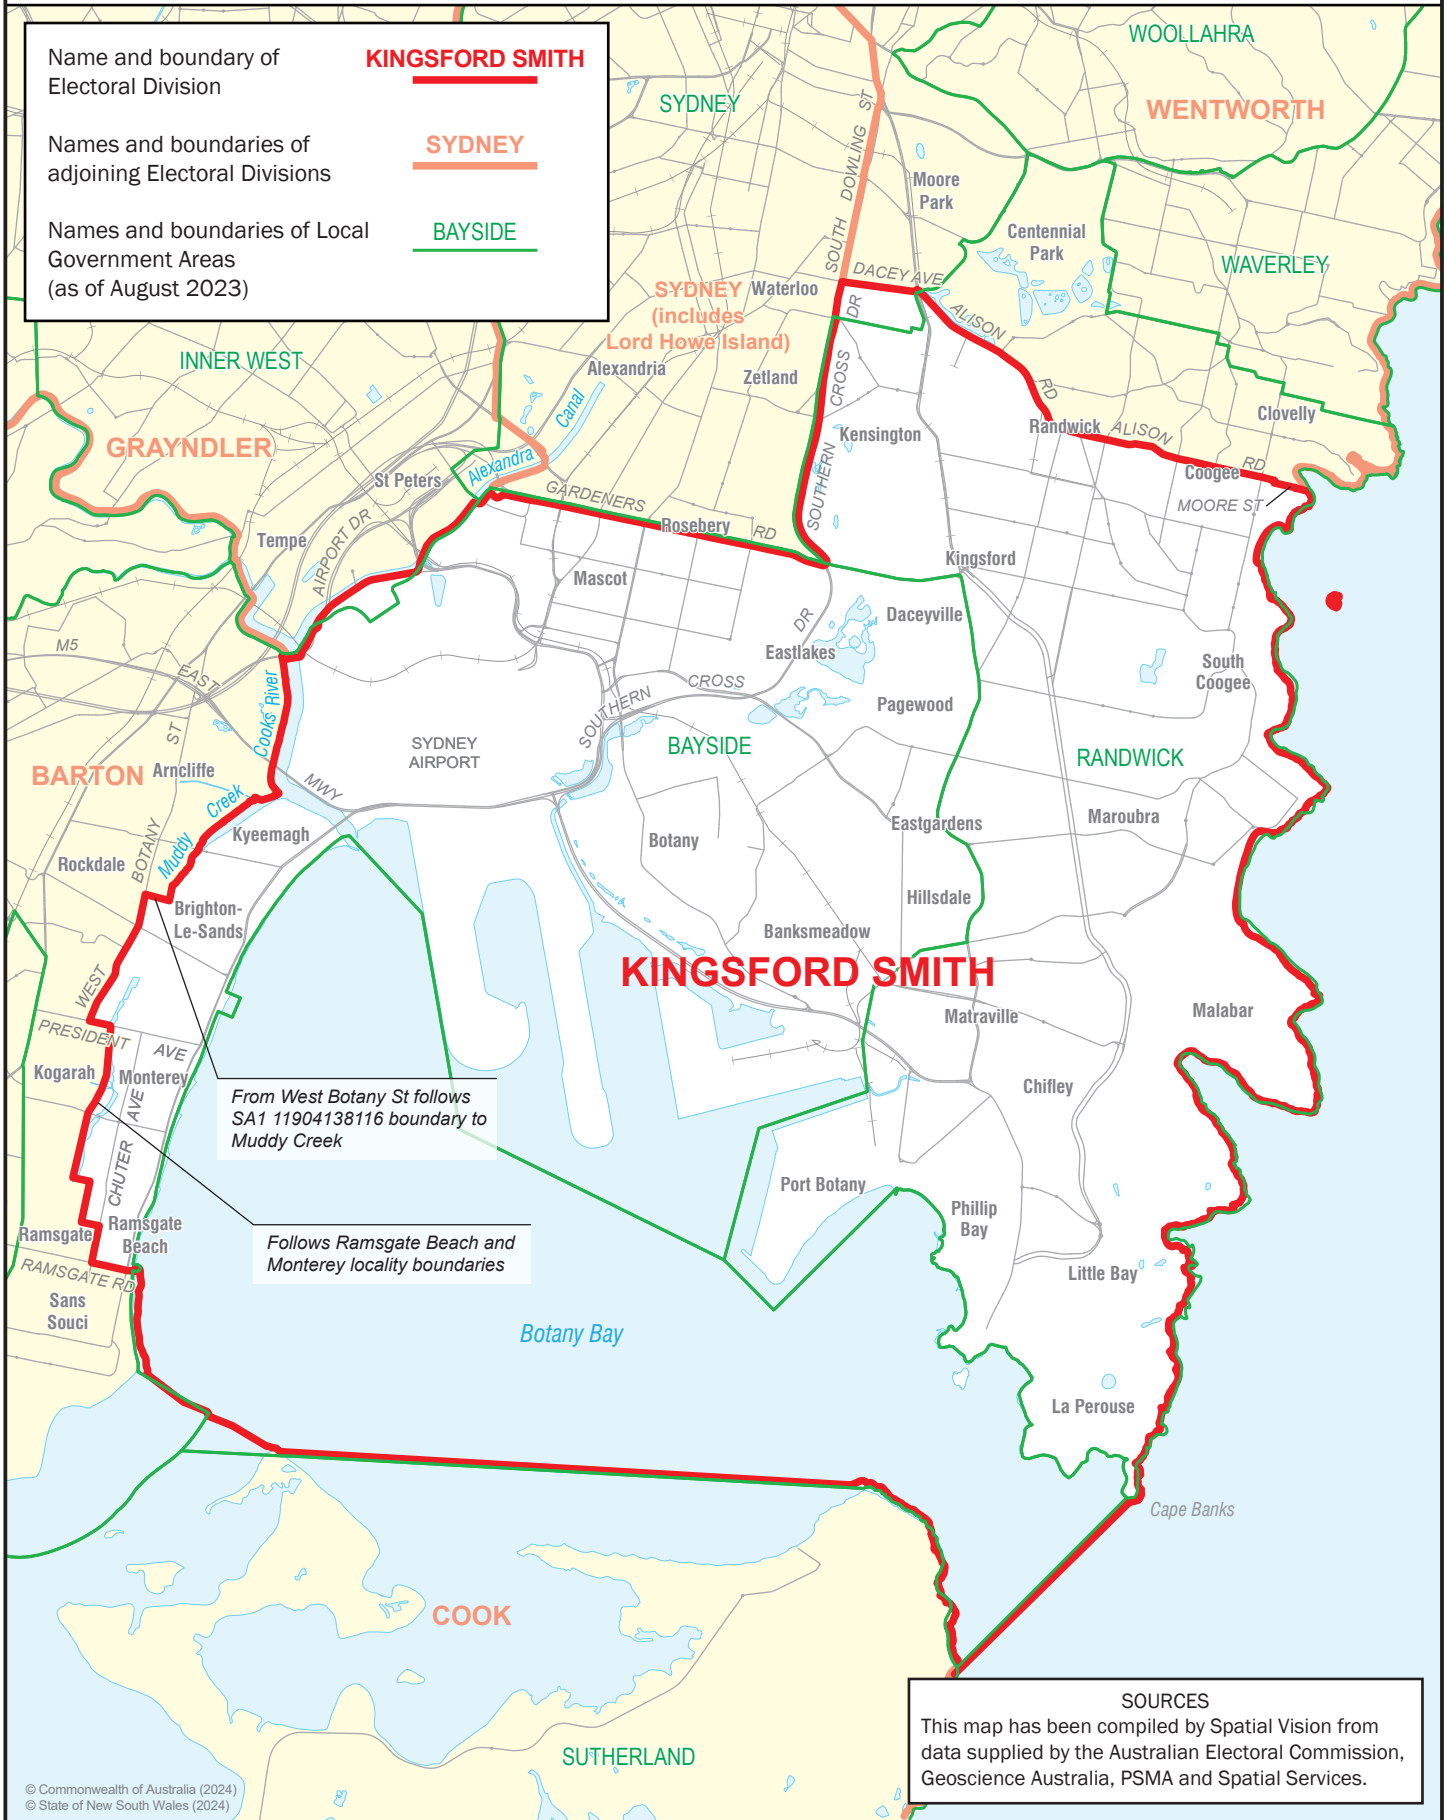 Name and boundary of
Electoral Division
KINGSFORD SMITH
Names and boundaries of
adjoining Electoral Divisions
SYDNEY
Names and boundaries of Local
Government Areas
(as of August 2023)
BAYSIDE
WOOLLAHRA
SYDNEY
WENTWORTH
SOUTH DOWLING ST
Moore
Park
Centennial
Park
WAVERLEY
DACEY AVE
SYDNEY
(includes
Lord Howe Island)
Waterloo
ALISON RD
INNER WEST
Alexandria
Zetland
SOUTHERN CROSS DR
Clovelly
GRAYNDLER
Alexandra Canal
Kensington
Randwick
ALISON RD
St Peters
Coogee
MOORE ST
GARDENERS RD
Rosebery
Tempe
AIRPORT DR
Mascot
Kingsford
Daceyville
M5 EAST MWY
Eastlakes
South
Coogee
Cooks River
SOUTHERN CROSS DR
Pagewood
SYDNEY
AIRPORT
BAYSIDE
RANDWICK
BARTON
Arncliffe
Muddy Creek
Kyeemagh
Maroubra
Eastgardens
Botany
Rockdale
WEST BOTANY ST
Hillsdale
Brighton-
Le-Sands
Banksmeadow
KINGSFORD SMITH
Malabar
Matraville
PRESIDENT AVE
Kogarah
Monterey
Chifley
From West Botany St follows
SA1 11904138116 boundary to
Muddy Creek
CHUTER AVE
Port Botany
Phillip
Bay
Ramsgate
Ramsgate
Beach
Follows Ramsgate Beach and
Monterey locality boundaries
RAMSGATE RD
Little Bay
Sans
Souci
Botany Bay
La Perouse
Cape Banks
COOK
SUTHERLAND
SOURCES
This map has been compiled by Spatial Vision from
data supplied by the Australian Electoral Commission,
Geoscience Australia, PSMA and Spatial Services.
© Commonwealth of Australia (2024)
© State of New South Wales (2024)